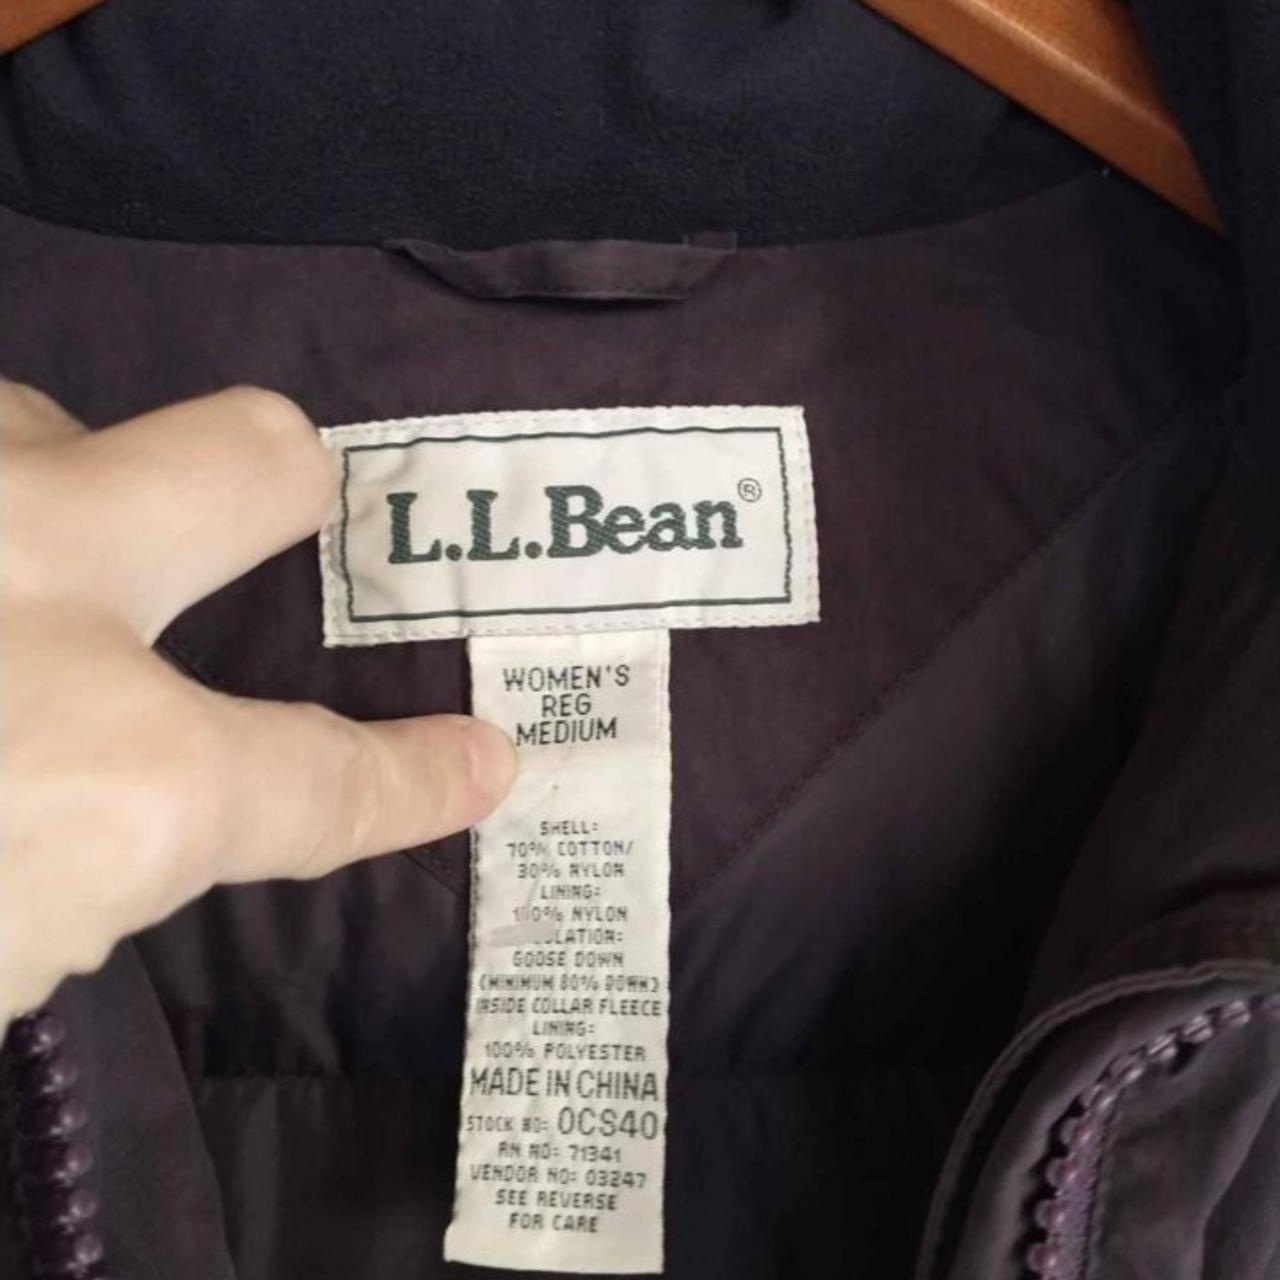 L.L.Bean®
WOMEN'S
REG
MEDIUM
SHELL:
70% COTTON/
30% NYLON
LINING:
100% NYLON
GOOSE DOWN
(MINIMUM 80% DOWN)
INSIDE COLLAR FLEECE
LINING:
100% POLYESTER
MADE IN CHINA
STOCK NO: 0CS40
RN NO: 71341
VENDOR NO: 03247
SEE REVERSE
FOR CARE